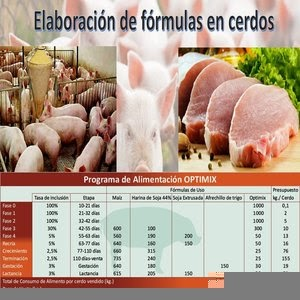 Elaboración de fórmulas en cerdos
Programa de Alimentación OPTIMIX
Fórmulas de Uso Presupuesto
Tasa de inclusión Etapa Maíz Harina de Soja 44% Soja Extrusada Afrechillo de trigo Optimix kg / Cerdo
Fase 0 100% 10-21 días 1000 0,1
Fase 1 100% 21-32 días 1000 2
Fase 2 100% 32-42 días 1000 5
Fase 3 30% 42-55 días 600 100 300 10
Fase 4 5% 55-63 días 560 190 200 50 13
Recría 5% 63-77 días 640 160 150 50 16
Crecimiento 2,5% 77-110 días 660 315 25
Terminación 2,5% 110 días-venta 735 240 25 155
Gestación 3% Gestación 640 180 150 30 19
Lactancia 3% Lactancia 615 205 150
Total de Consumo de Alimento por cerdo vendido (kg.)